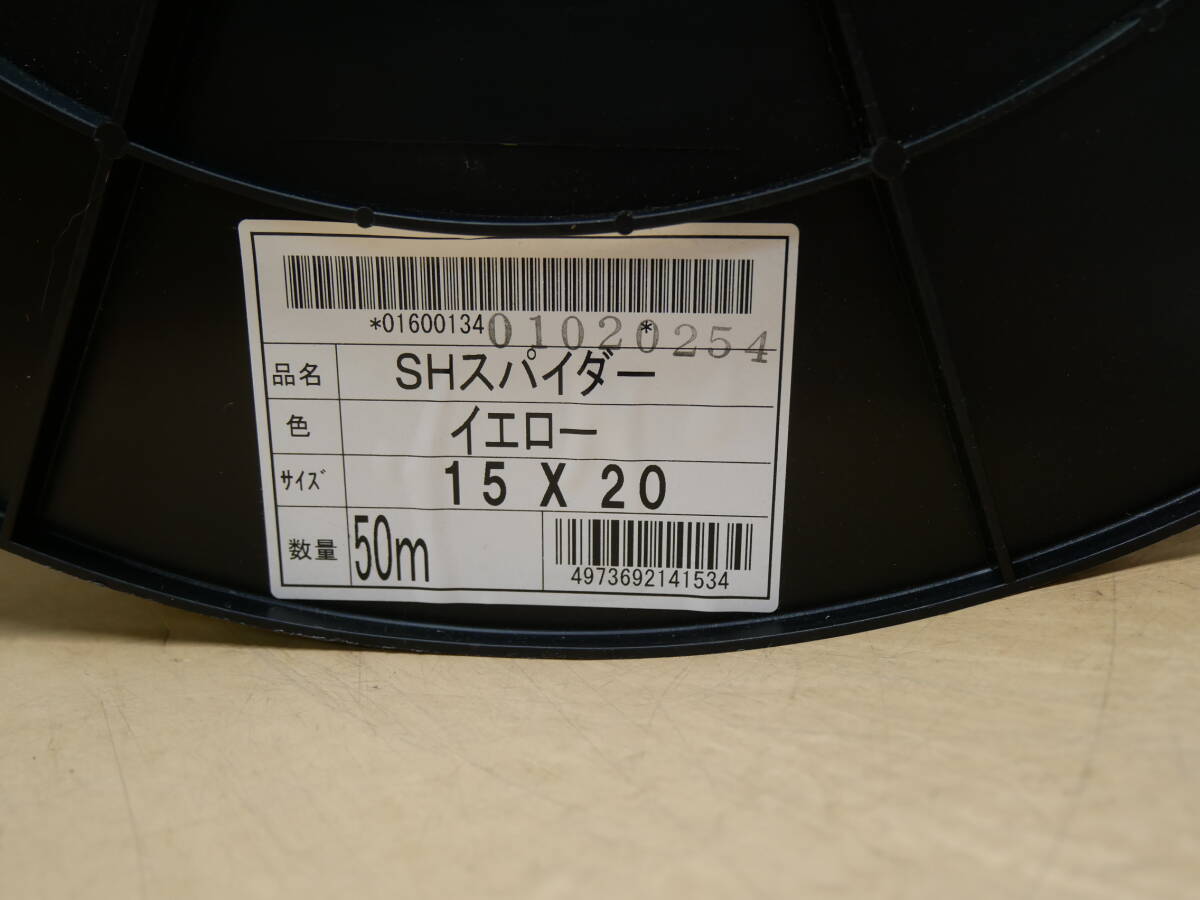 *01600134 *
01020254
品名 SHスパイダー
色 イエロー
サイズ 15 X 20
数量 50m
4973692141534